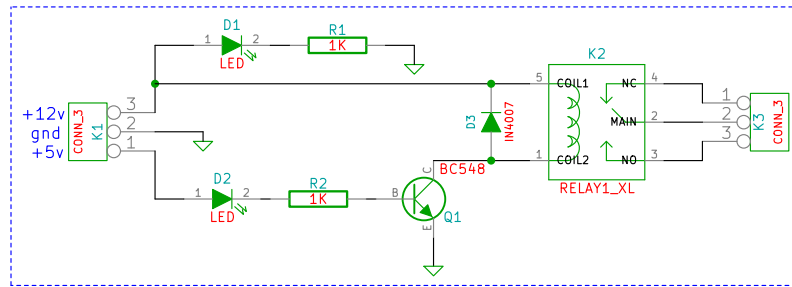 D1
1 2
LED
R1
1K
K2
5 COIL1 NC 4
+12v
gnd
+5v
CONN_3
K1
3
2
1
D3
IN4007
MAIN 2
1 COIL2 NO 3
RELAY1_XL
1
2
3
K3
CONN_3
D2
1 2
LED
R2
1K
B
C
E
BC548
Q1